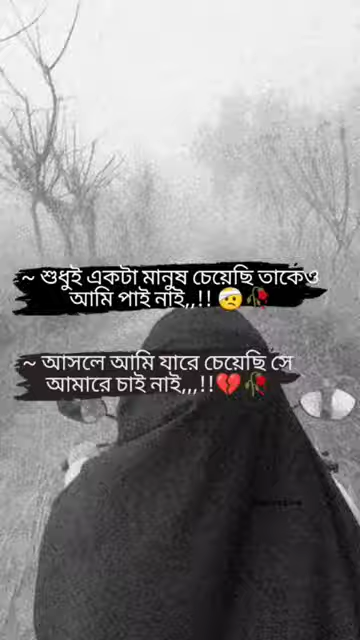 ~ শুধুই একটা মানুষ চেয়েছি তাকেও
আমি পাই নাই,,.!! 🤕🥀
~ আসলে আমি যারে চেয়েছি সে
আমারে চাই নাই,,,.!!💔🥀